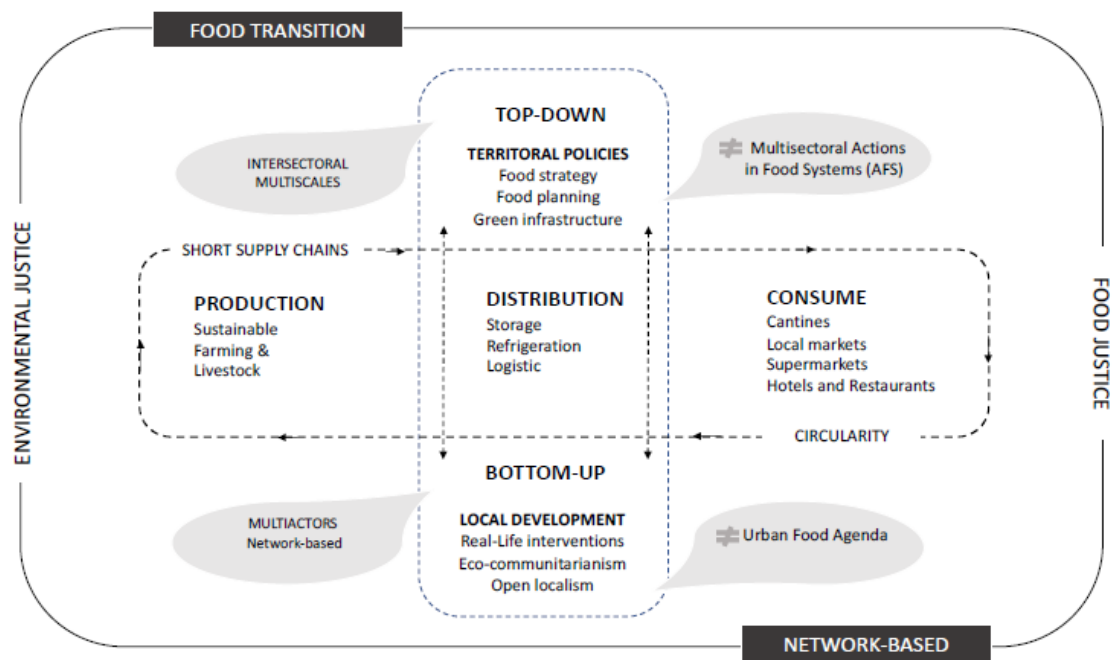 FOOD TRANSITION
TOP-DOWN
TERRITORAL POLICIES
Food strategy
Food planning
Green infrastructure
INTERSECTORAL
MULTISCALES
≠ Multisectoral Actions
in Food Systems (AFS)
ENVIRONMENTAL JUSTICE
SHORT SUPPLY CHAINS
PRODUCTION
Sustainable
Farming &
Livestock
DISTRIBUTION
Storage
Refrigeration
Logistic
CONSUME
Cantines
Local markets
Supermarkets
Hotels and Restaurants
FOOD JUSTICE
CIRCULARITY
BOTTOM-UP
LOCAL DEVELOPMENT
Real-Life interventions
Eco-communitarianism
Open localism
MULTIACTORS
Network-based
≠ Urban Food Agenda
NETWORK-BASED